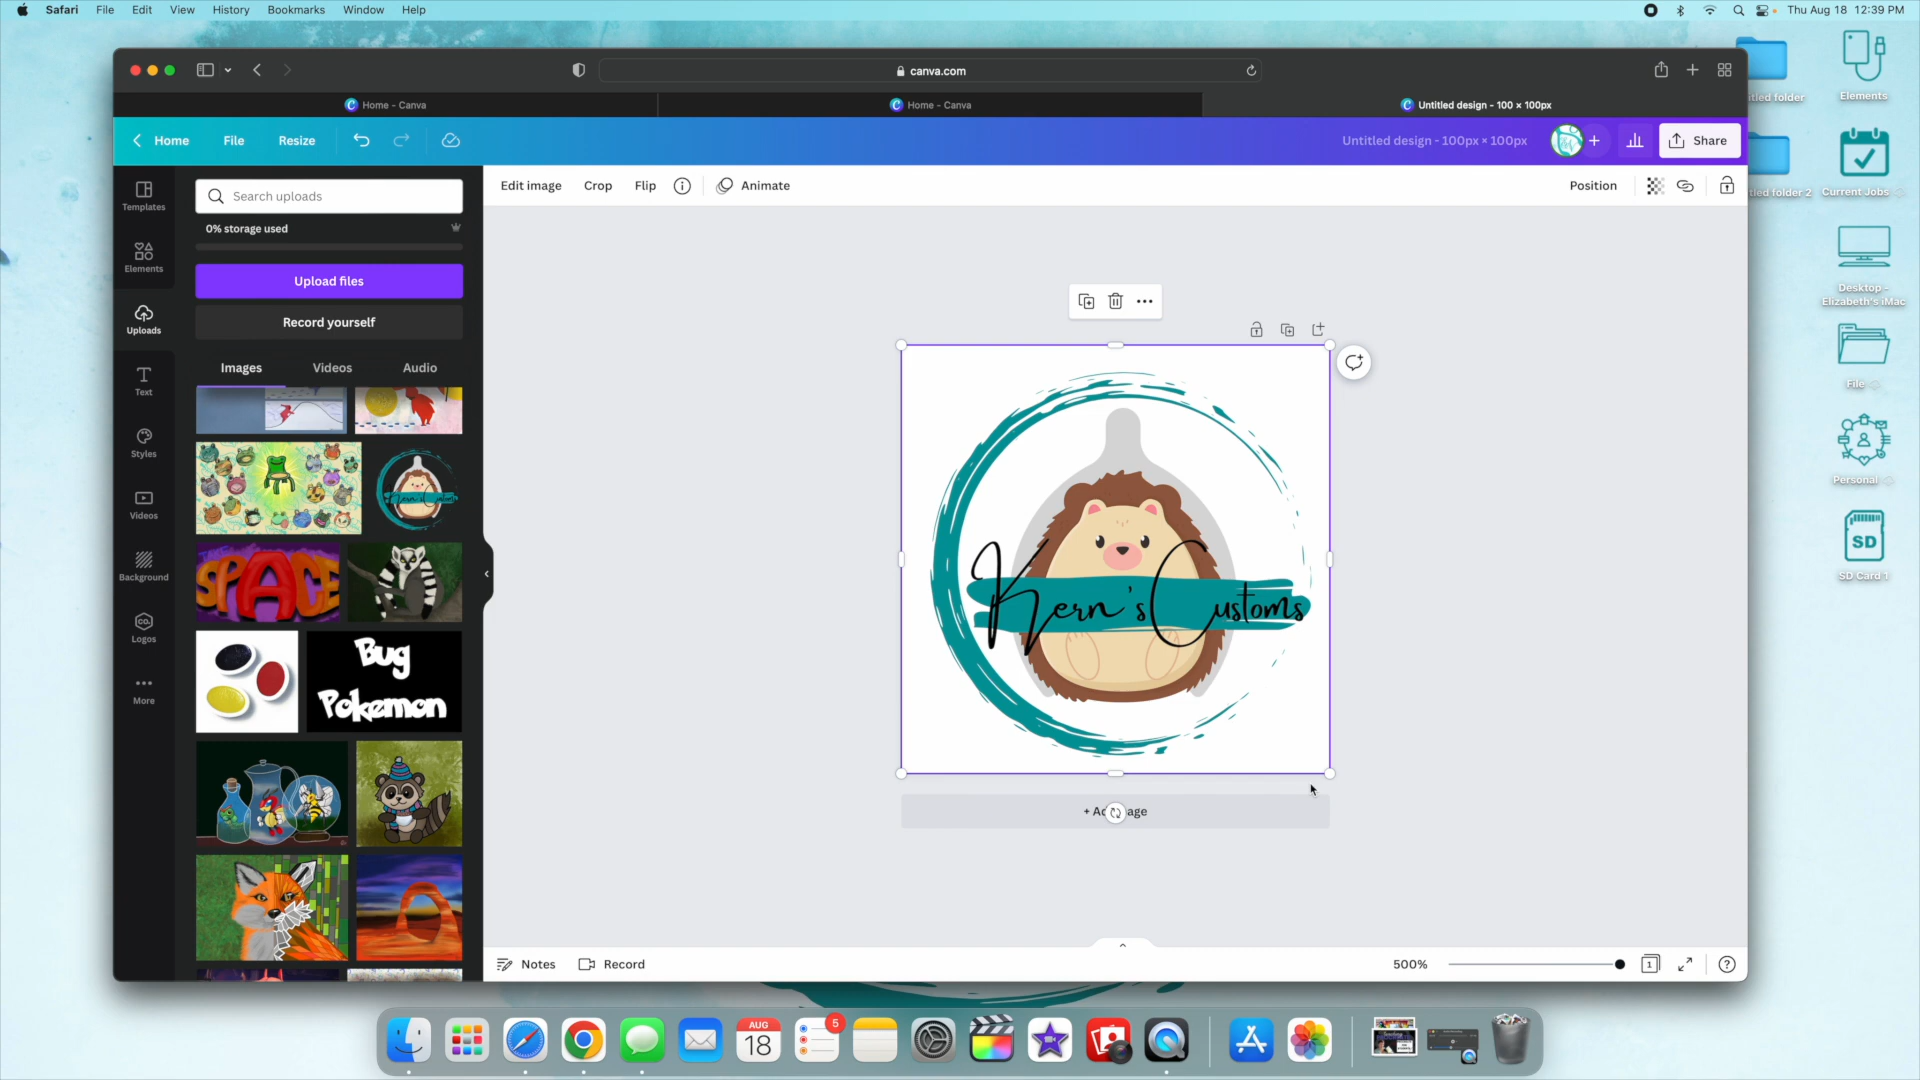 Safari File Edit View History Bookmarks Window Help
Thu Aug 18 12:39 PM
canva.com
Home - Canva
Home - Canva
Untitled design - 100 × 100px
Home
File
Resize
Untitled design - 100px × 100px
Share
Templates
Elements
Uploads
Text
Styles
Videos
Background
Logos
More
Search uploads
0% storage used
Upload files
Record yourself
Images
Videos
Audio
Kern's Customs
SPACE
Bug
Pokemon
Edit image
Crop
Flip
Animate
Position
Kern's Customs
Notes
Record
500%
1
CO.
Elements
Current Jobs
Desktop -
Elizabeth's iMac
File
Personal
SD
SD Card 1
AUG
18
5